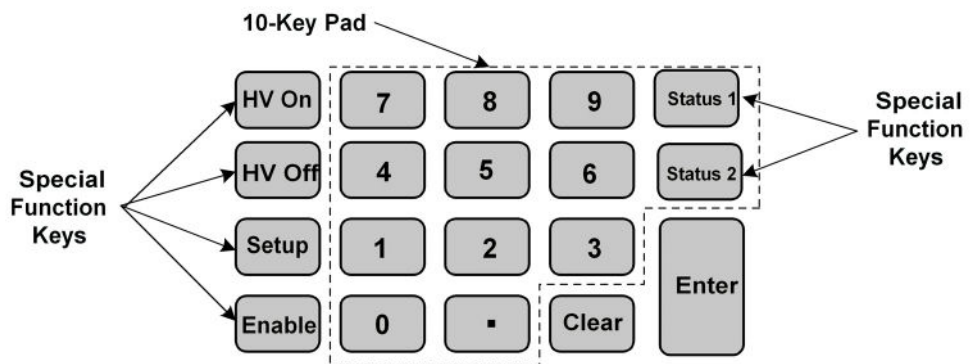 10-Key Pad
HV On
7
8
9
Status 1
Special
Function
Keys
HV Off
4
5
6
Status 2
Special
Function
Keys
Setup
1
2
3
Enter
Enable
0
.
Clear